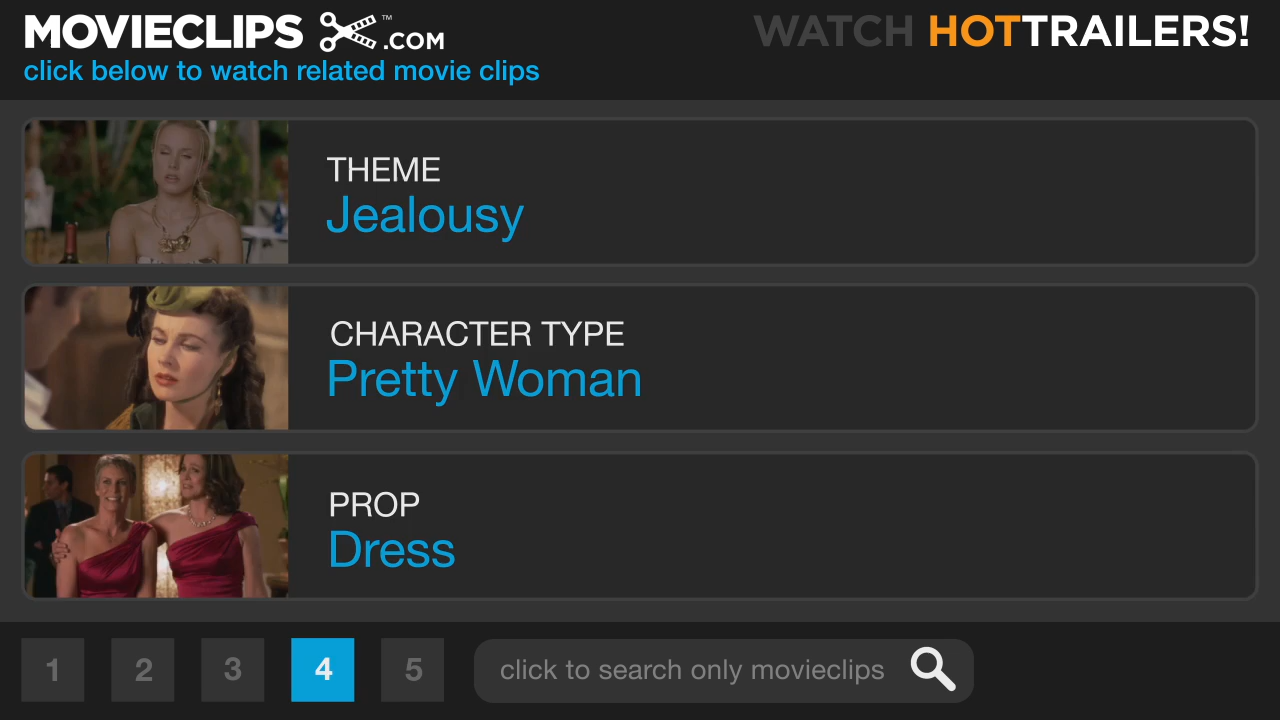 MOVIECLIPS™.COM
WATCH HOTTRAILERS!
click below to watch related movie clips
THEME
Jealousy
CHARACTER TYPE
Pretty Woman
PROP
Dress
1 2 3 4 5 click to search only movieclips